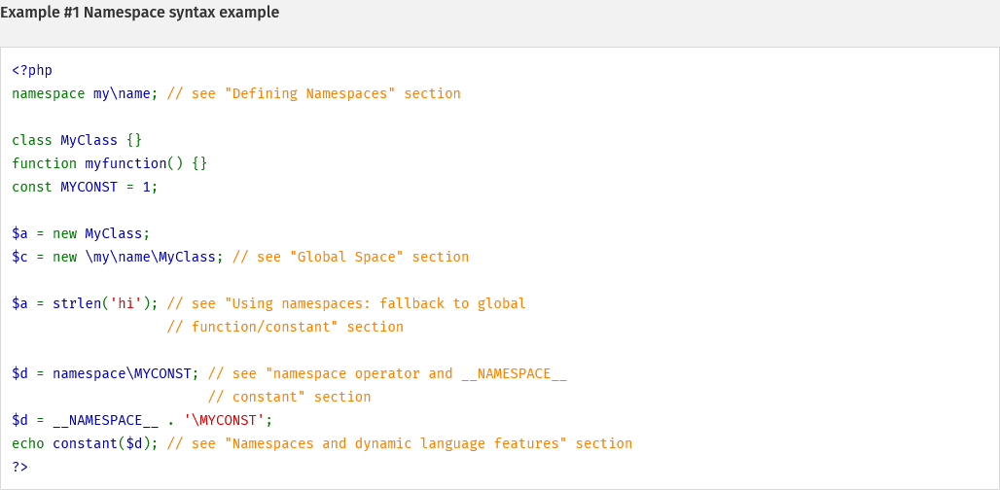 Example #1 Namespace syntax example
<?php
namespace my\name; // see "Defining Namespaces" section
class MyClass {}
function myfunction() {}
const MYCONST = 1;
$a = new MyClass;
$c = new \my\name\MyClass; // see "Global Space" section
$a = strlen('hi'); // see "Using namespaces: fallback to global
// function/constant" section
$d = namespace\MYCONST; // see "namespace operator and __NAMESPACE__
// constant" section
$d = __NAMESPACE__ . '\MYCONST';
echo constant($d); // see "Namespaces and dynamic language features" section
?>